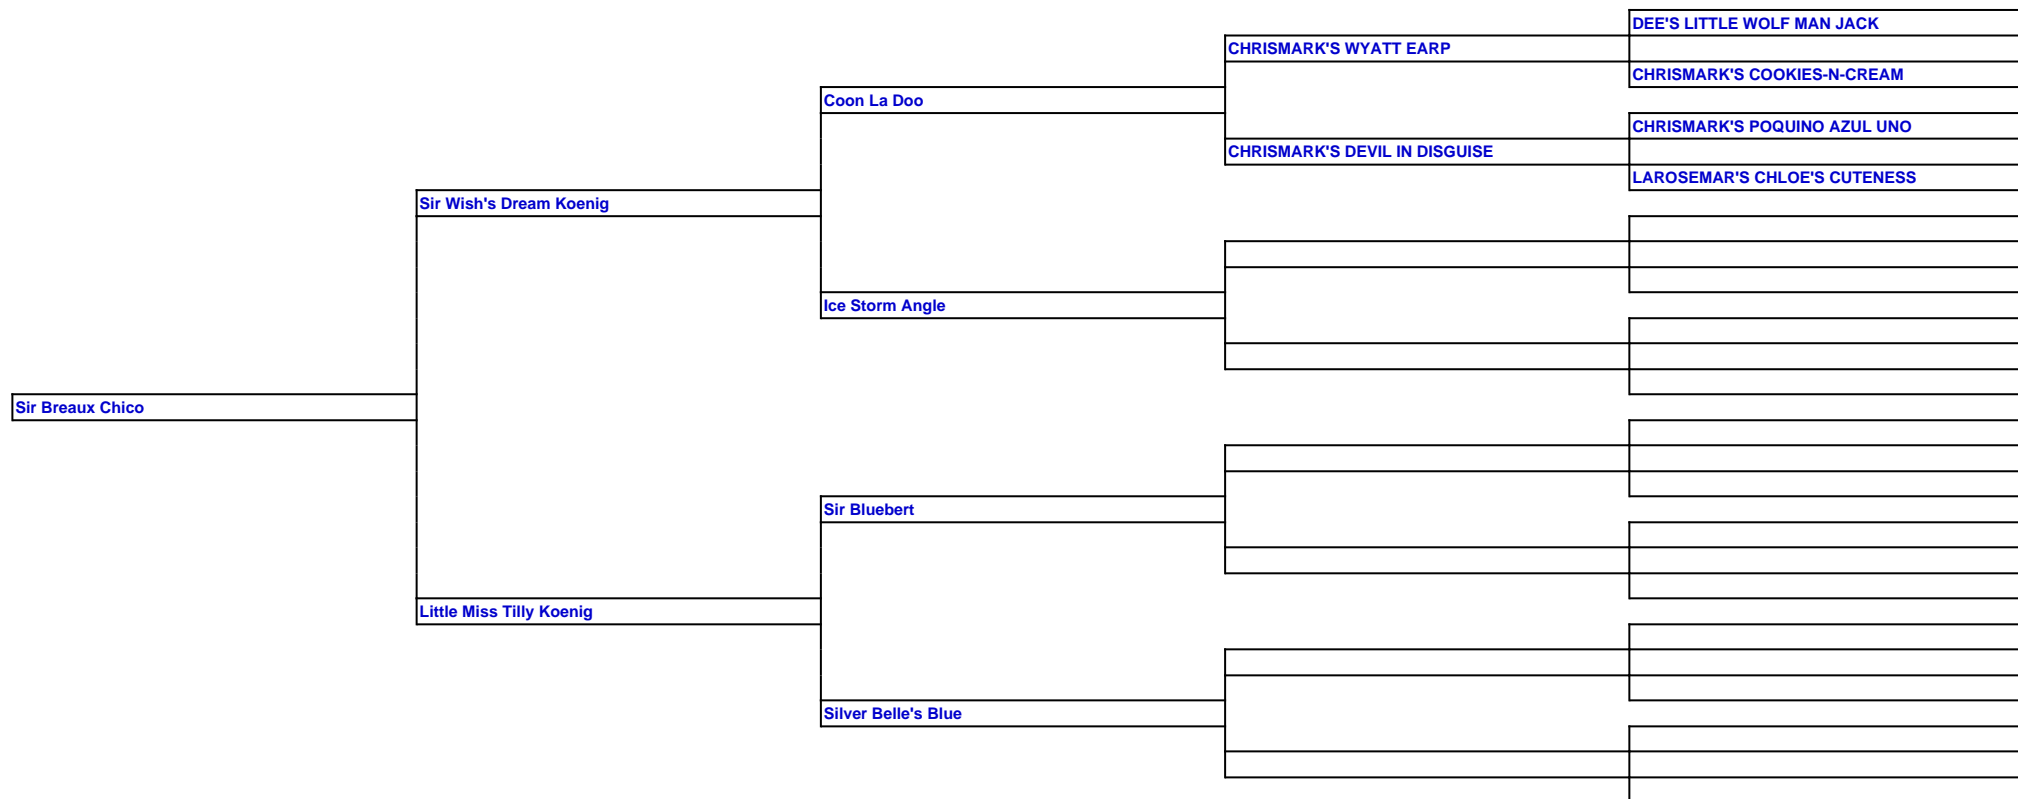 DEE'S LITTLE WOLF MAN JACK
CHRISMARK'S WYATT EARP
CHRISMARK'S COOKIES-N-CREAM
Coon La Doo
CHRISMARK'S POQUINO AZUL UNO
CHRISMARK'S DEVIL IN DISGUISE
LAROSEMAR'S CHLOE'S CUTENESS
Sir Wish's Dream Koenig
Ice Storm Angle
Sir Breaux Chico
Sir Bluebert
Little Miss Tilly Koenig
Silver Belle's Blue